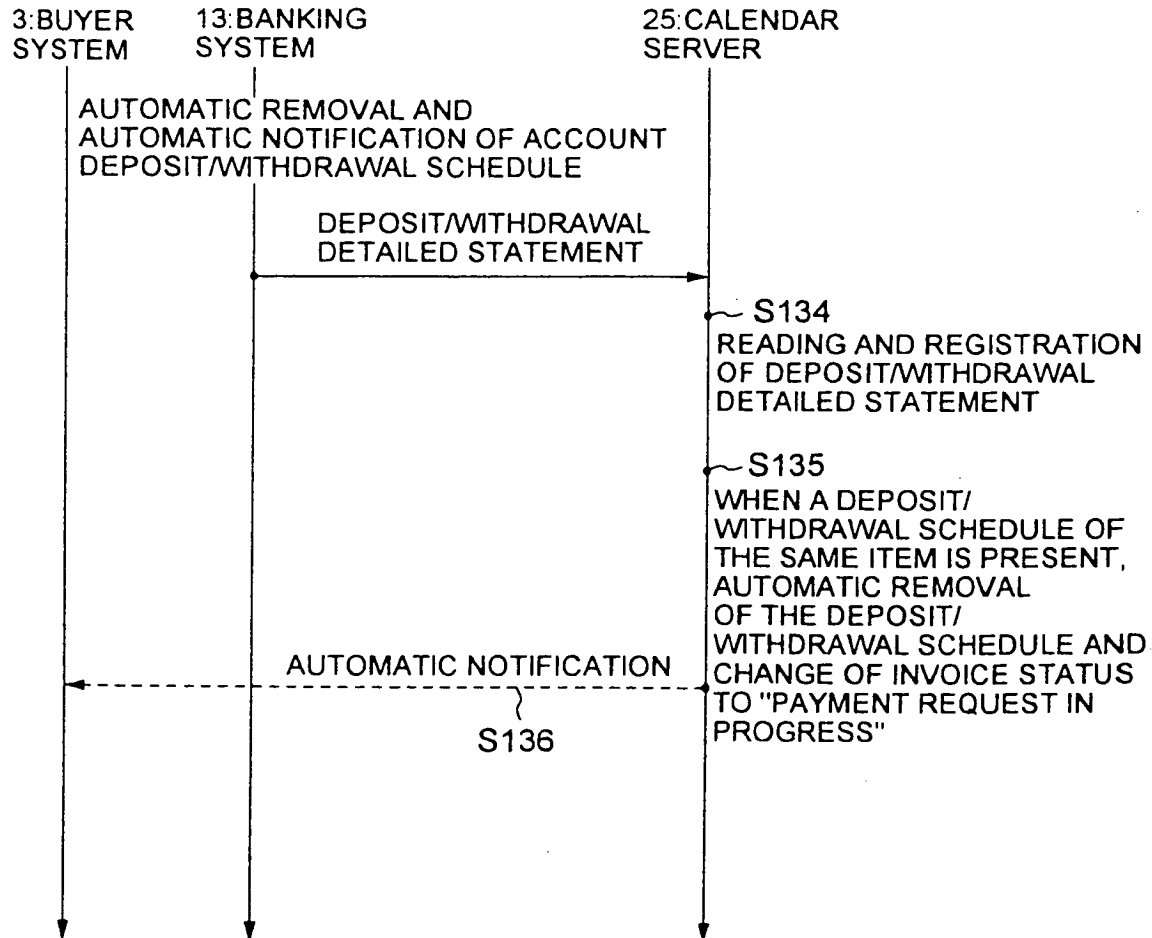 3:BUYER
SYSTEM
13:BANKING
SYSTEM
25:CALENDAR
SERVER
AUTOMATIC REMOVAL AND
AUTOMATIC NOTIFICATION OF ACCOUNT
DEPOSIT/WITHDRAWAL SCHEDULE
DEPOSIT/WITHDRAWAL
DETAILED STATEMENT
S134
READING AND REGISTRATION
OF DEPOSIT/WITHDRAWAL
DETAILED STATEMENT
S135
WHEN A DEPOSIT/
WITHDRAWAL SCHEDULE OF
THE SAME ITEM IS PRESENT,
AUTOMATIC REMOVAL
OF THE DEPOSIT/
WITHDRAWAL SCHEDULE AND
CHANGE OF INVOICE STATUS
TO "PAYMENT REQUEST IN
PROGRESS"
AUTOMATIC NOTIFICATION
S136